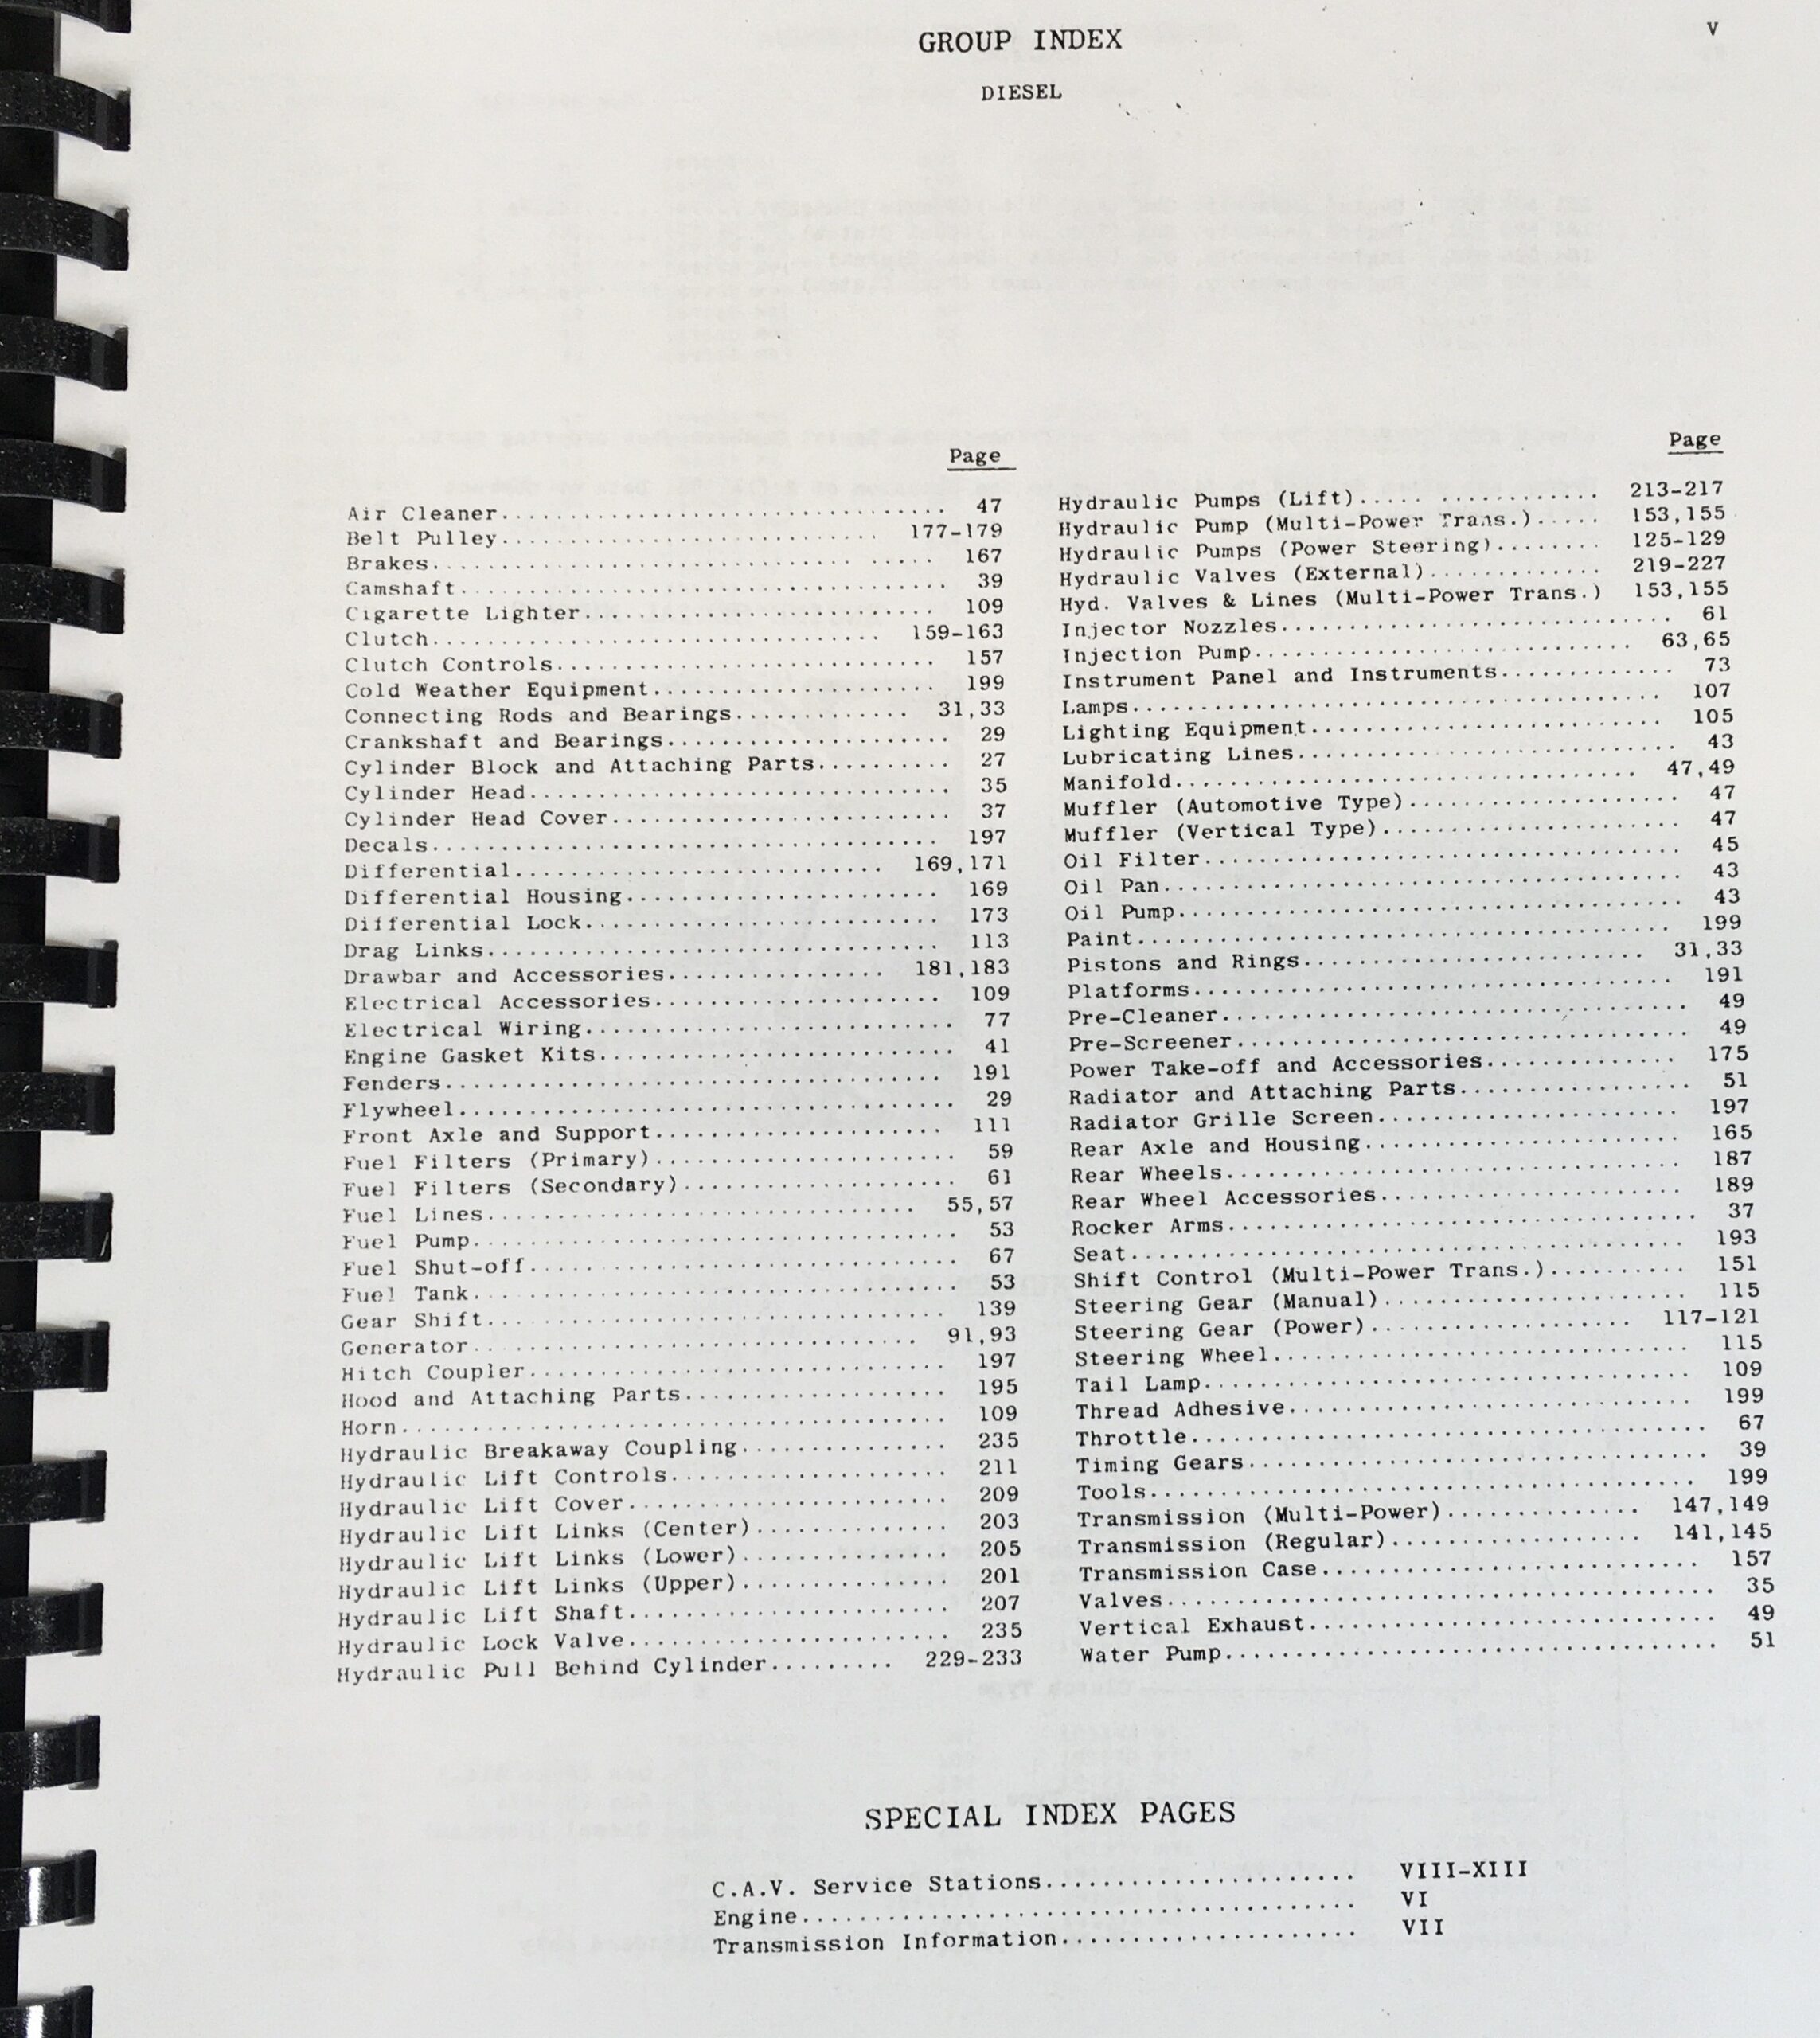 V
GROUP INDEX
DIESEL
Page
Air Cleaner................................. 47
Belt Pulley............................ 177-179
Brakes..................................... 167
Camshaft.................................... 39
Cigarette Lighter.......................... 109
Clutch................................. 159-163
Clutch Controls............................ 157
Cold Weather Equipment..................... 199
Connecting Rods and Bearings............. 31,33
Crankshaft and Bearings..................... 29
Cylinder Block and Attaching Parts.......... 27
Cylinder Head............................... 35
Cylinder Head Cover......................... 37
Decals..................................... 197
Differential........................... 169,171
Differential Housing....................... 169
Differential Lock.......................... 173
Drag Links................................. 113
Drawbar and Accessories................ 181,183
Electrical Accessories..................... 109
Electrical Wiring........................... 77
Engine Gasket Kits.......................... 41
Fenders.................................... 191
Flywheel.................................... 29
Front Axle and Support..................... 111
Fuel Filters (Primary)...................... 59
Fuel Filters (Secondary).................... 61
Fuel Lines............................... 55,57
Fuel Pump................................... 53
Fuel Shut-off............................... 67
Fuel Tank................................... 53
Gear Shift................................. 139
Generator................................ 91,93
Hitch Coupler.............................. 197
Hood and Attaching Parts................... 195
Horn....................................... 109
Hydraulic Breakaway Coupling............... 235
Hydraulic Lift Controls.................... 211
Hydraulic Lift Cover....................... 209
Hydraulic Lift Links (Center).............. 203
Hydraulic Lift Links (Lower)............... 205
Hydraulic Lift Links (Upper)............... 201
Hydraulic Lift Shaft....................... 207
Hydraulic Lock Valve....................... 235
Hydraulic Pull Behind Cylinder......... 229-233
Page
Hydraulic Pumps (Lift)..... ............ 213-217
Hydraulic Pump (Multi-Power Trans.)..... 153,155
Hydraulic Pumps (Power Steering)........ 125-129
Hydraulic Valves (External)............. 219-227
Hyd. Valves & Lines (Multi-Power Trans.) 153,155
Injector Nozzles............................. 61
Injection Pump............................ 63,65
Instrument Panel and Instruments............. 73
Lamps....................................... 107
Lighting Equipment.......................... 105
Lubricating Lines............................ 43
Manifold.................................. 47,49
Muffler (Automotive Type).................... 47
Muffler (Vertical Type)...................... 47
Oil Filter................................... 45
Oil Pan...................................... 43
Oil Pump..................................... 43
Paint....................................... 199
Pistons and Rings......................... 31,33
Platforms................................... 191
Pre-Cleaner.................................. 49
Pre-Screener................................. 49
Power Take-off and Accessories.............. 175
Radiator and Attaching Parts................. 51
Radiator Grille Screen...................... 197
Rear Axle and Housing....................... 165
Rear Wheels................................. 187
Rear Wheel Accessories...................... 189
Rocker Arms.................................. 37
Seat........................................ 193
Shift Control (Multi-Power Trans.).......... 151
Steering Gear (Manual)...................... 115
Steering Gear (Power)................... 117-121
Steering Wheel.............................. 115
Tail Lamp................................... 109
Thread Adhesive............................. 199
Throttle..................................... 67
Timing Gears................................. 39
Tools....................................... 199
Transmission (Multi-Power).............. 147,149
Transmission (Regular).................. 141,145
Transmission Case........................... 157
Valves....................................... 35
Vertical Exhaust............................. 49
Water Pump................................... 51
SPECIAL INDEX PAGES
C.A.V. Service Stations...................... VIII-XIII
Engine....................................... VI
Transmission Information..................... VII